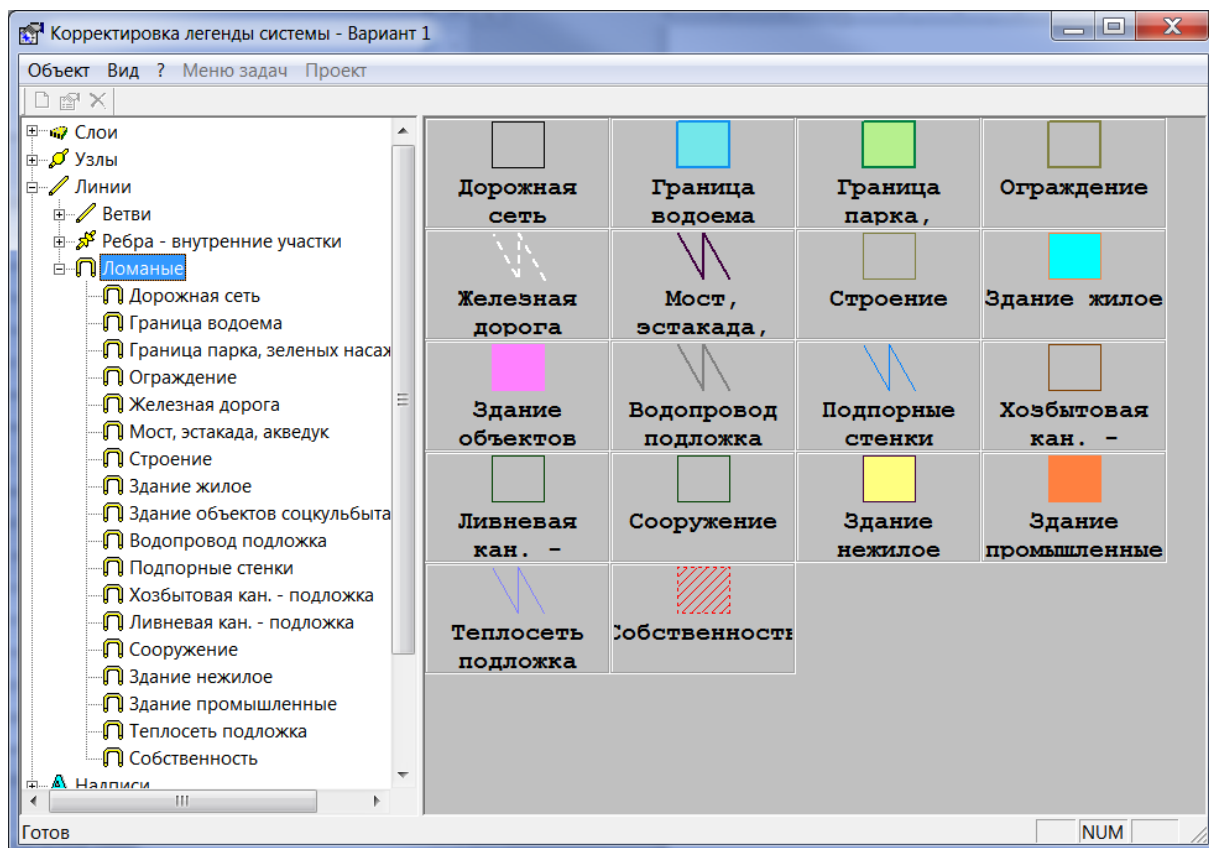 Корректировка легенды системы - Вариант 1
Объект Вид ? Меню задач Проект
Слои
Узлы
Линии
Ветви
Ребра - внутренние участки
Ломаные
Дорожная сеть
Граница водоема
Граница парка, зеленых насаж
Ограждение
Железная дорога
Мост, эстакада, акведук
Строение
Здание жилое
Здание объектов соцкульбыта
Водопровод подложка
Подпорные стенки
Хозбытовая кан. - подложка
Ливневая кан. - подложка
Сооружение
Здание нежилое
Здание промышленные
Теплосеть подложка
Собственность
Надписи
Дорожная
сеть
Граница
водоема
Граница
парка,
Ограждение
Железная
дорога
Мост,
эстакада,
Строение
Здание жилое
Здание
объектов
Водопровод
подложка
Подпорные
стенки
Хозбытовая
кан. -
Ливневая
кан. -
Сооружение
Здание
нежилое
Здание
промышленные
Теплосеть
подложка
Собственность
Готов
NUM